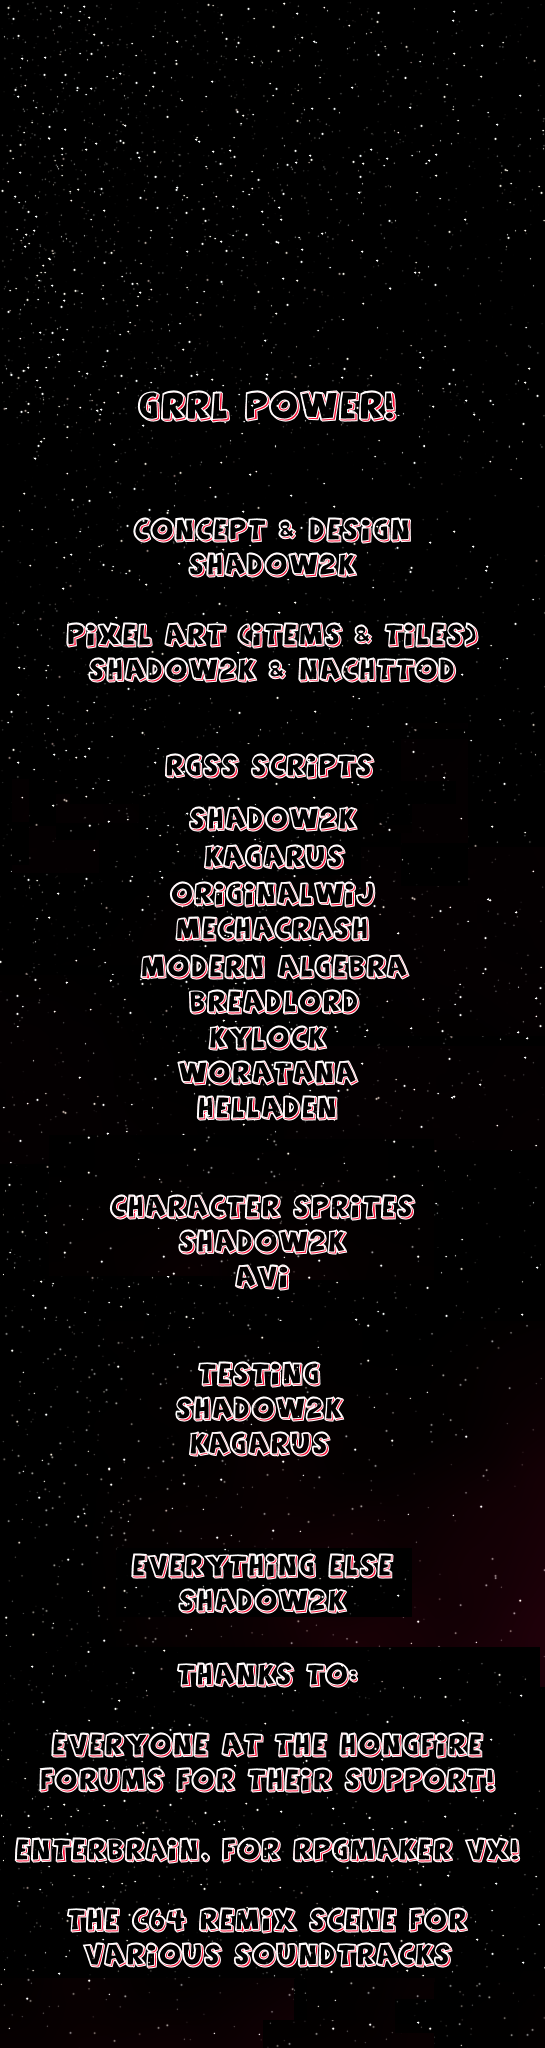 GRRL POWER!
CONCEPT & DESiGN
SHADOW2K
PiXEL ART (iTEMS & TiLES)
SHADOW2K & NACHTTOD
RGSS SCRiPTS
SHADOW2K
KAGARUS
ORiGiNALWiJ
MECHACRASH
MODERN ALGEBRA
BREADLORD
KYLOCK
WORATANA
HELLADEN
CHARACTER SPRiTES
SHADOW2K
AVi
TESTiNG
SHADOW2K
KAGARUS
EVERYTHiNG ELSE
SHADOW2K
THANKS TO:
EVERYONE AT THE HONGFiRE
FORUMS FOR THEiR SUPPORT!
ENTERBRAiN, FOR RPGMAKER VX!
THE C64 REMiX SCENE FOR
VARiOUS SOUNDTRACKS